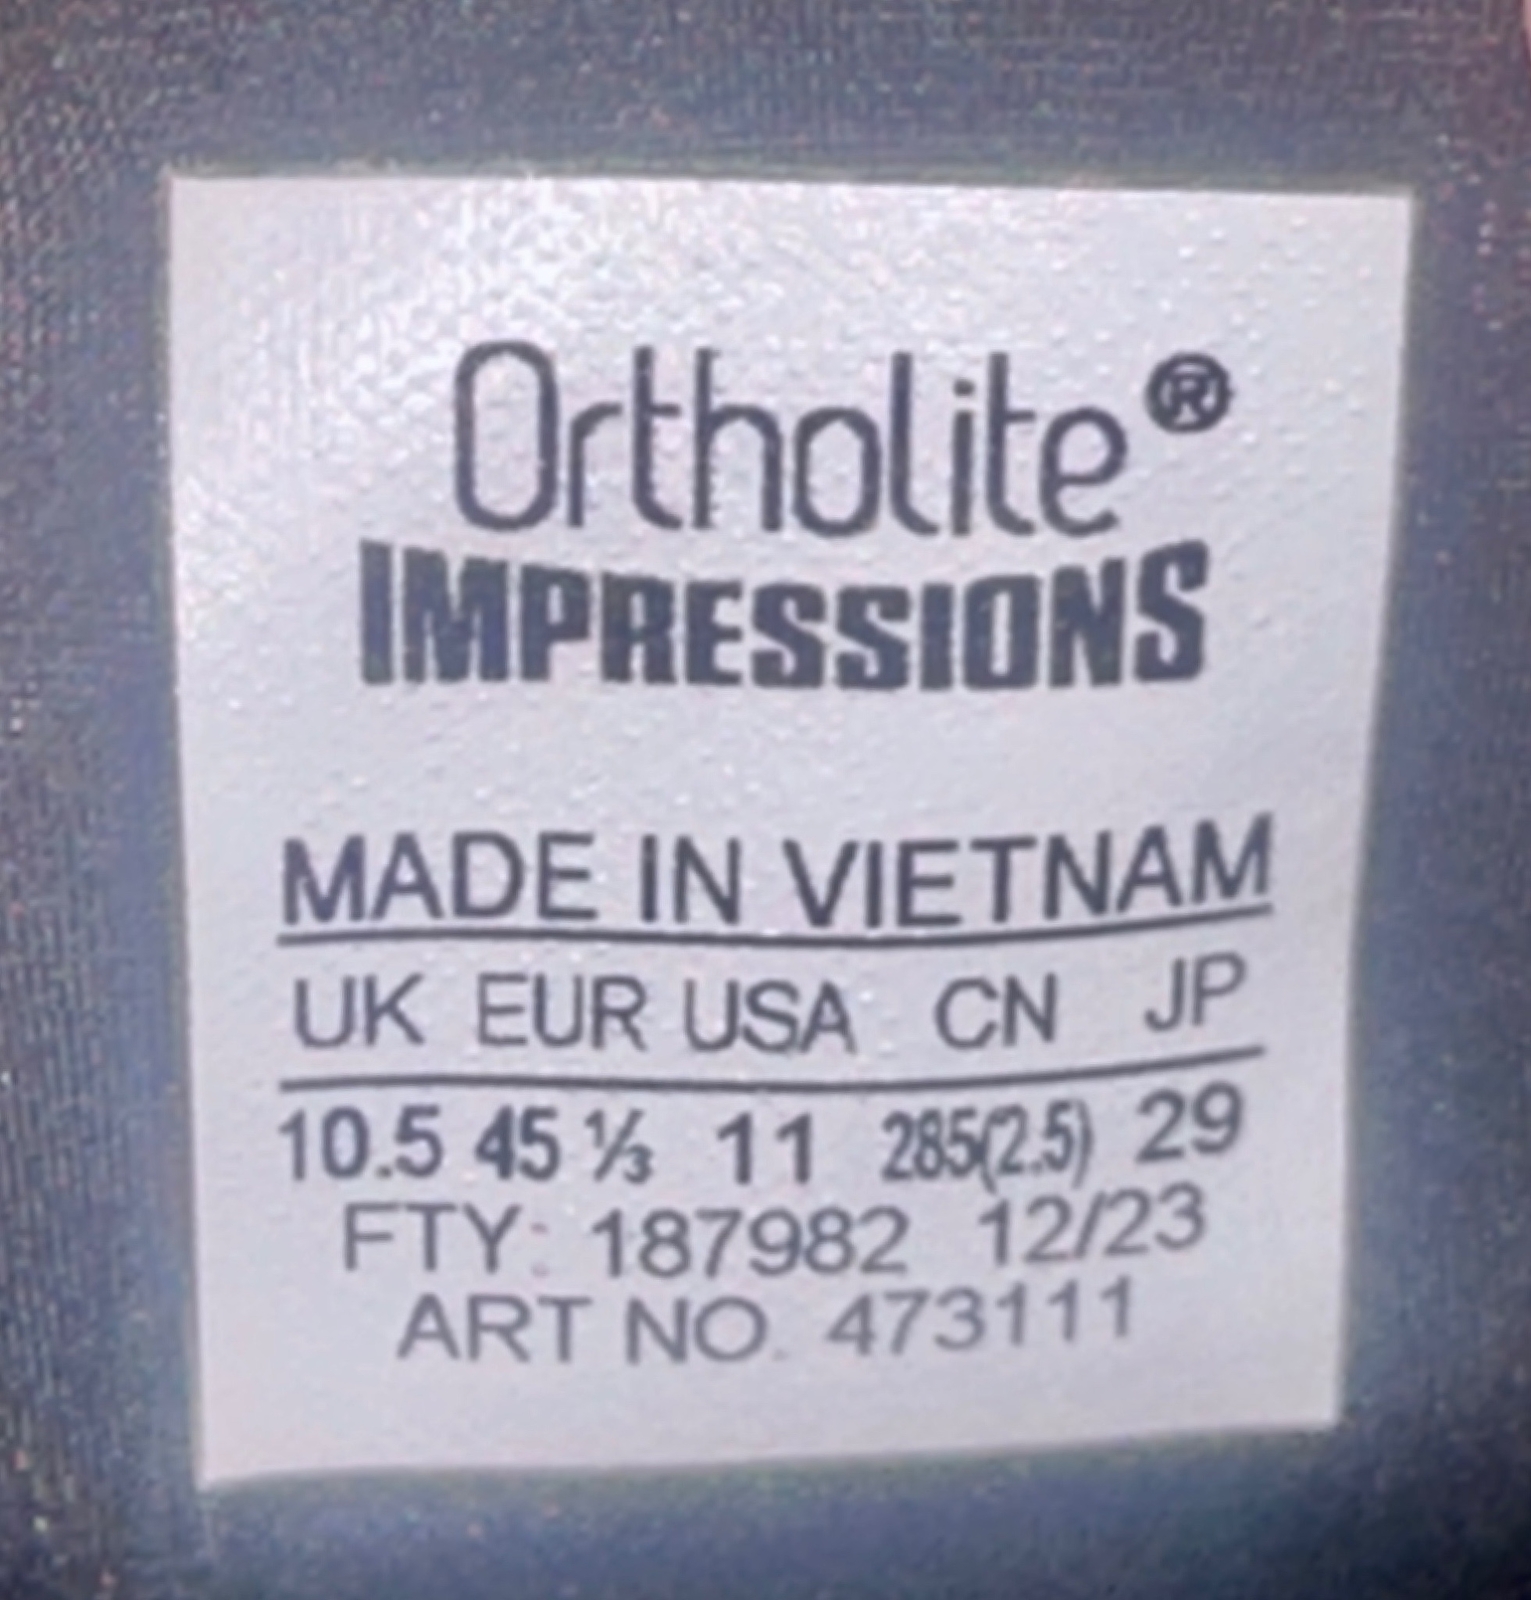 Ortholite®
IMPRESSIONS
MADE IN VIETNAM
UK EUR USA CN JP
10.5 45 ⅓ 11 285(2.5) 29
FTY: 187982 12/23
ART NO. 473111